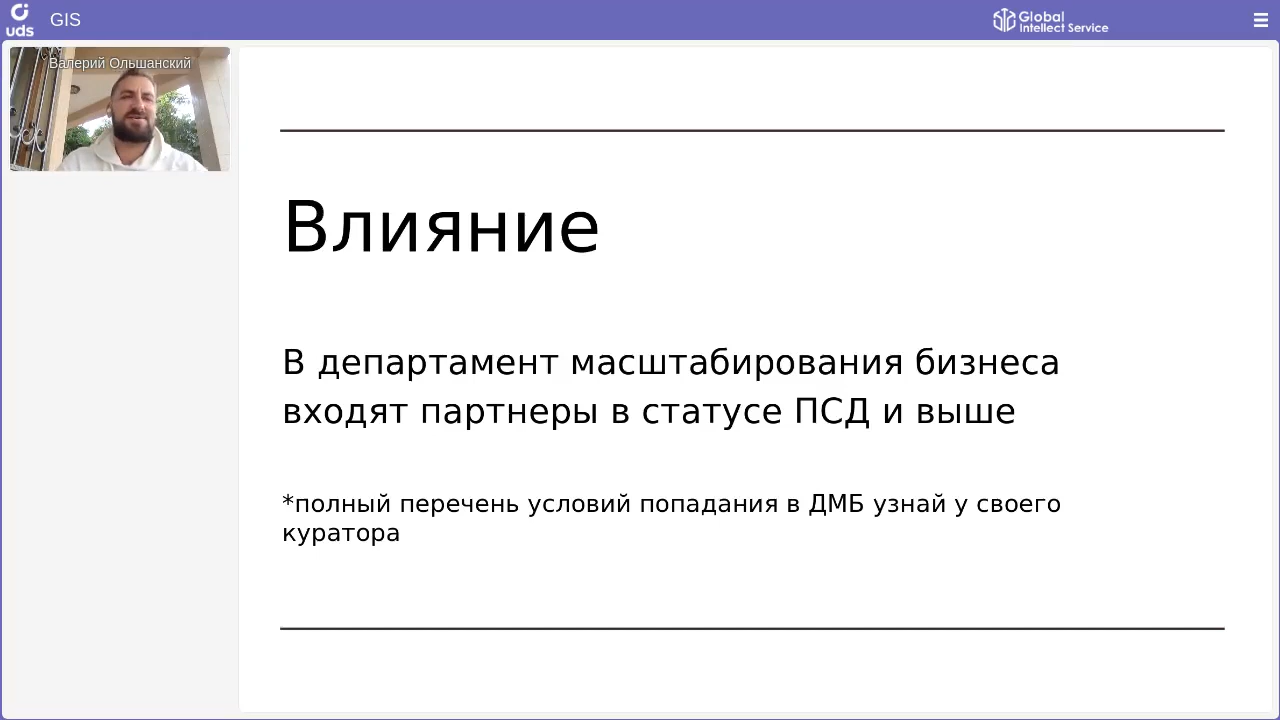 uds
GIS
Global
Intellect Service
Валерий Ольшанский
Влияние
В департамент масштабирования бизнеса
входят партнеры в статусе ПСД и выше
*полный перечень условий попадания в ДМБ узнай у своего
куратора